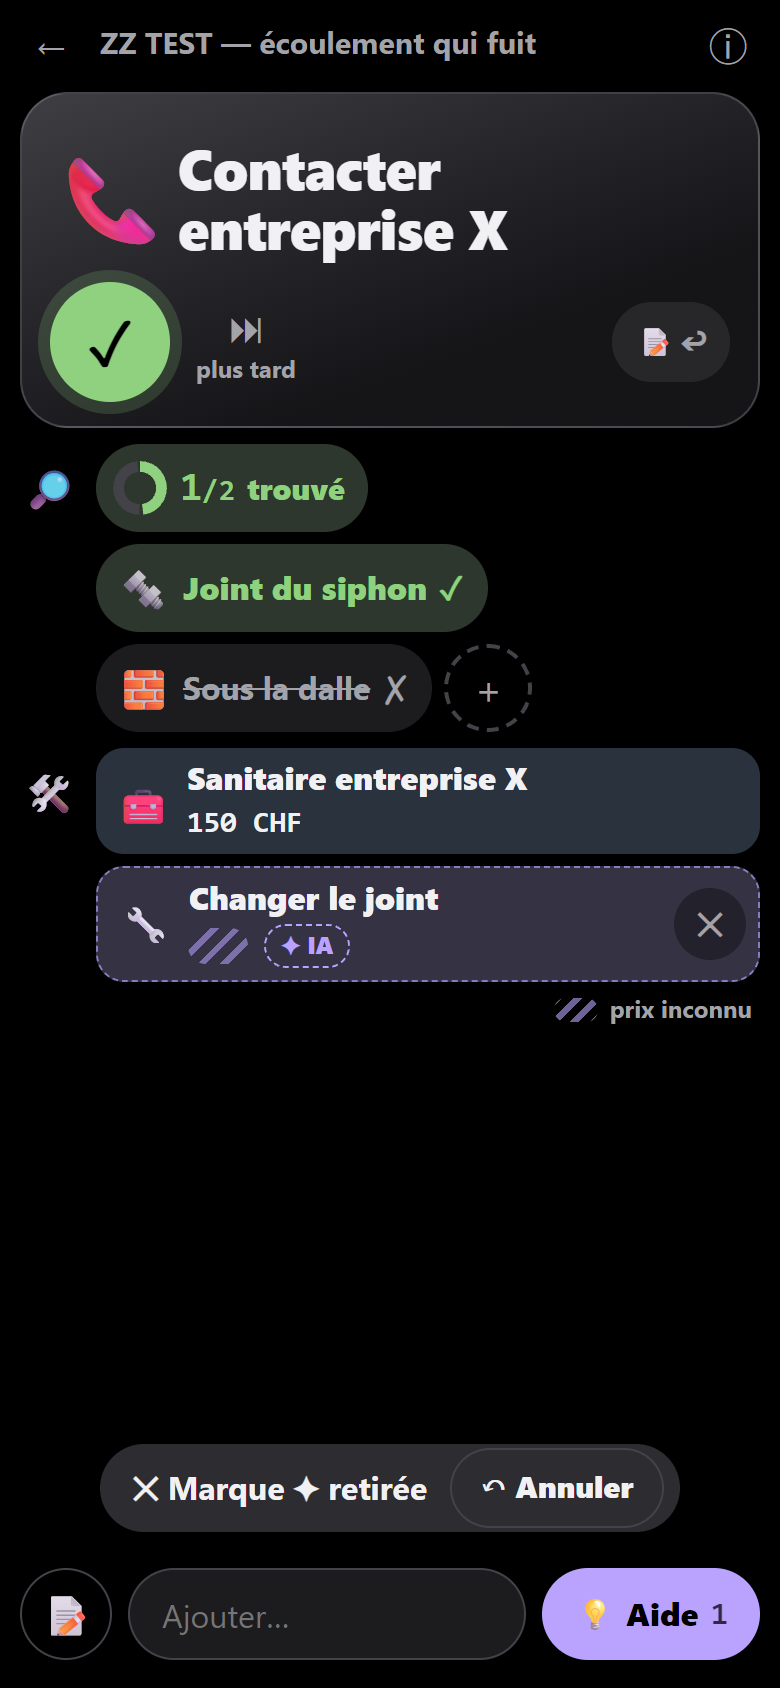 ← ZZ TEST — écoulement qui fuit ⓘ
Contacter
entreprise X
✓
plus tard
1/2 trouvé
Joint du siphon ✓
Sous la dalle ✗
+
Sanitaire entreprise X
150 CHF
Changer le joint
✦ IA
×
prix inconnu
✕ Marque ✦ retirée ↶ Annuler
Ajouter...
Aide 1